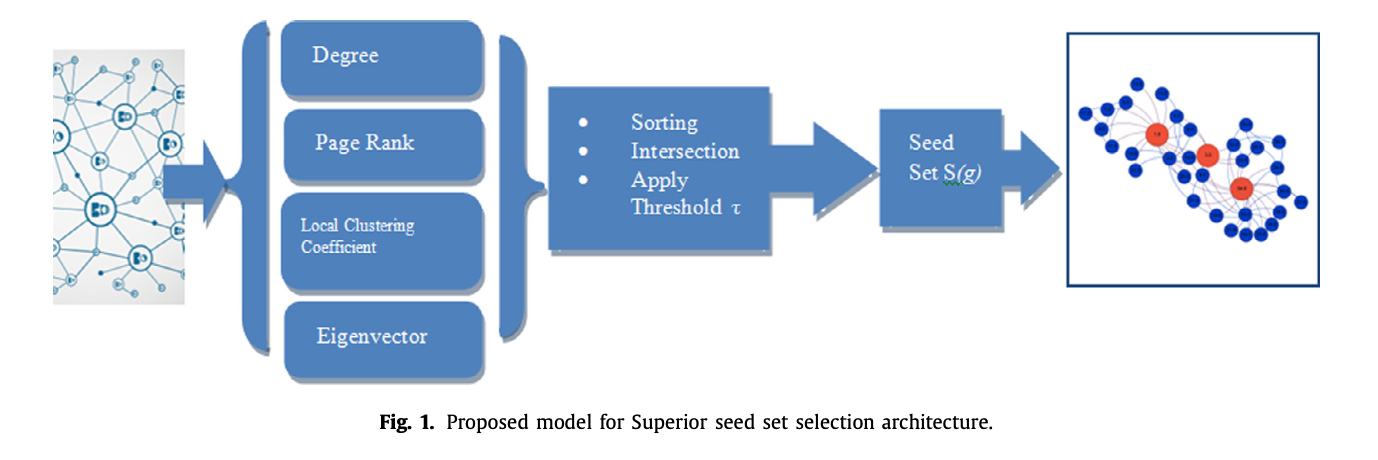 Degree
Page Rank
Local Clustering
Coefficient
Eigenvector
• Sorting
• Intersection
• Apply
Threshold τ
Seed
Set S(g)
Fig. 1. Proposed model for Superior seed set selection architecture.